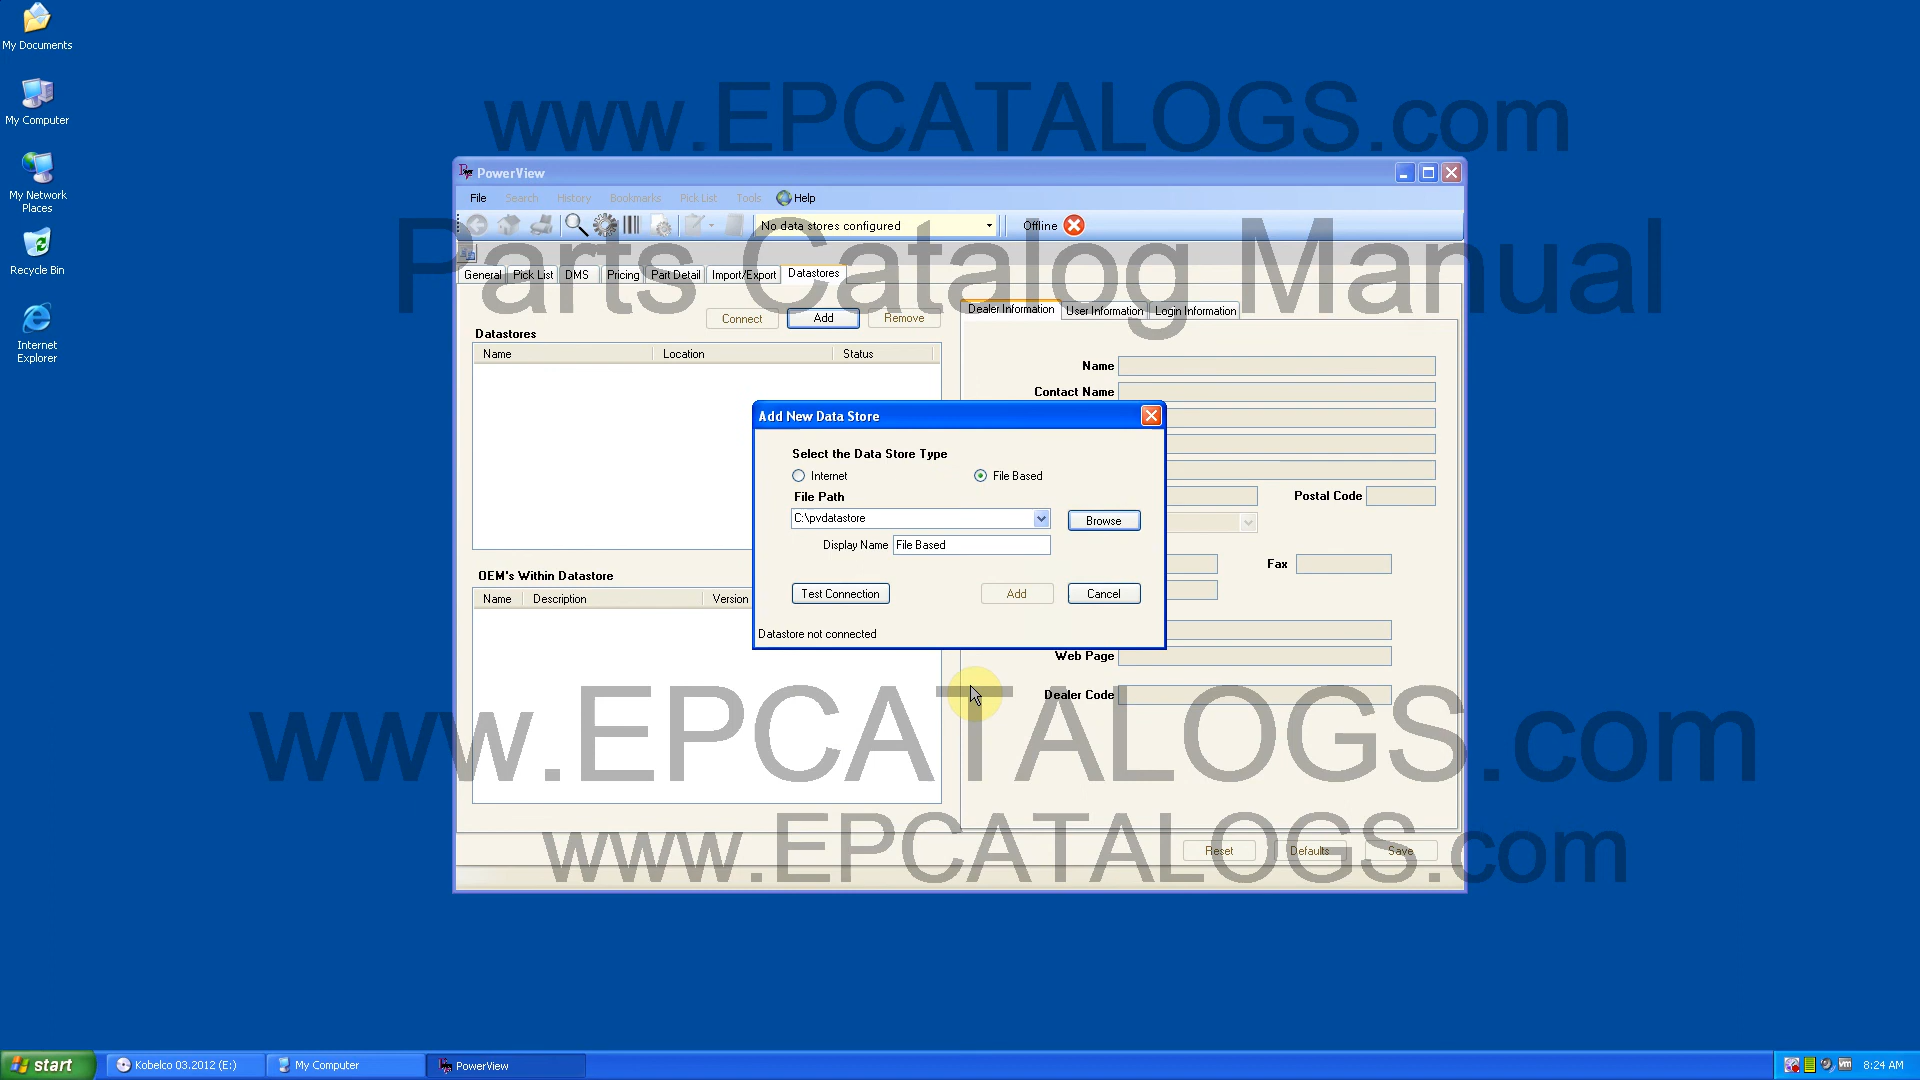 My Documents
My Computer
My Network
Places
Recycle Bin
Internet
Explorer
www.EPCATALOGS.com
PowerView
File Search History Bookmarks Pick List Tools Help
No data stores configured
Offline
Parts Catalog Manual
General Pick List DMS Pricing Part Detail Import/Export Datastores
Connect Add Remove
Datastores
Name Location Status
OEM's Within Datastore
Name Description Version
Dealer Information User Information Login Information
Name
Contact Name
Postal Code
Fax
Web Page
Dealer Code
Add New Data Store
Select the Data Store Type
Internet File Based
File Path
C:\pvdatastore
Browse
Display Name File Based
Test Connection Add Cancel
Datastore not connected
www.EPCATALOGS.com
www.EPCATALOGS.com
Reset Defaults Save
start Kobelco 03.2012 (E:) My Computer PowerView 8:24 AM